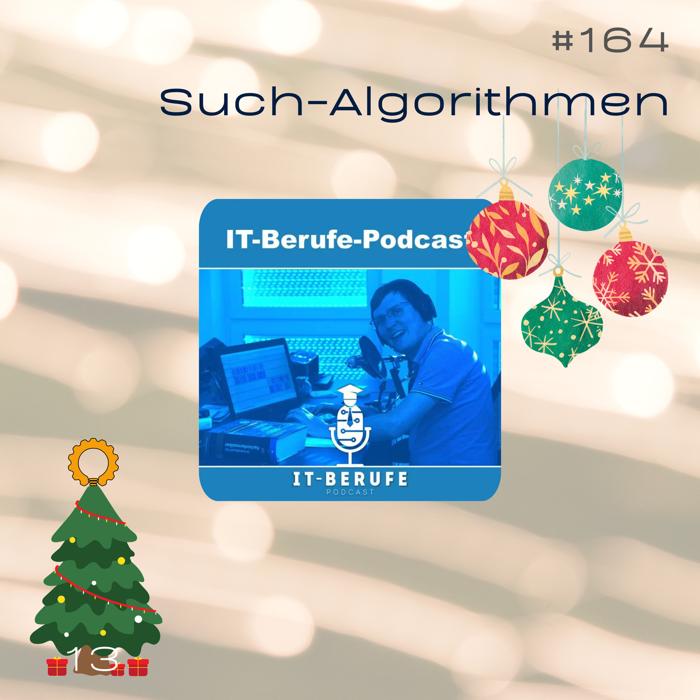 #164
Such-Algorithmen
IT-Berufe-Podcast
IT-BERUFE
PODCAST
13